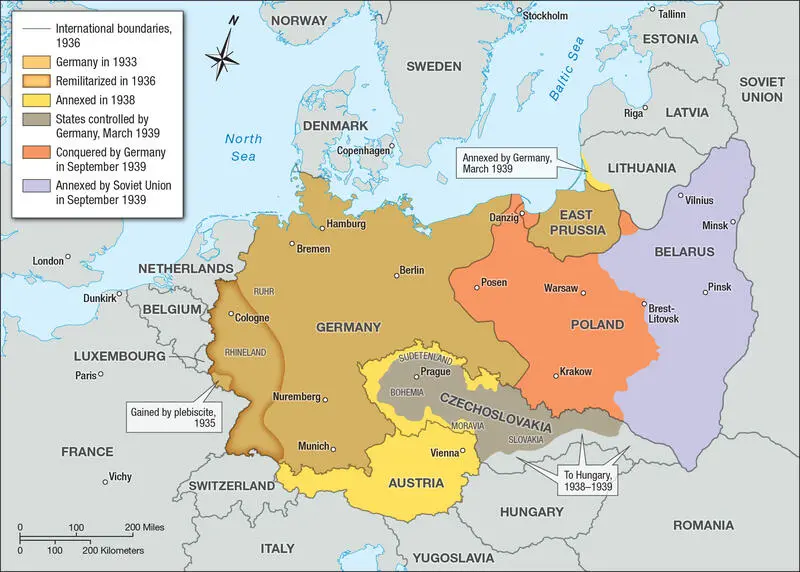 International boundaries,
1936
Germany in 1933
Remilitarized in 1936
Annexed in 1938
States controlled by
Germany, March 1939
Conquered by Germany
in September 1939
Annexed by Soviet Union
in September 1939
N
NORWAY
Stockholm
Tallinn
ESTONIA
SWEDEN
Baltic Sea
SOVIET
UNION
Riga
LATVIA
North
Sea
DENMARK
Copenhagen
Annexed by Germany,
March 1939
LITHUANIA
Vilnius
Minsk
Danzig
EAST
PRUSSIA
Hamburg
Bremen
BELARUS
London
NETHERLANDS
Berlin
RUHR
Posen
Warsaw
Pinsk
Brest-
Litovsk
Dunkirk
BELGIUM
Cologne
GERMANY
POLAND
LUXEMBOURG
RHINELAND
SUDETENLAND
Paris
Prague
Krakow
BOHEMIA
CZECHOSLOVAKIA
Gained by plebiscite,
1935
Nuremberg
MORAVIA
SLOVAKIA
FRANCE
Munich
Vienna
To Hungary,
1938–1939
Vichy
SWITZERLAND
AUSTRIA
HUNGARY
ROMANIA
0 100 200 Miles
0 100 200 Kilometers
ITALY
YUGOSLAVIA